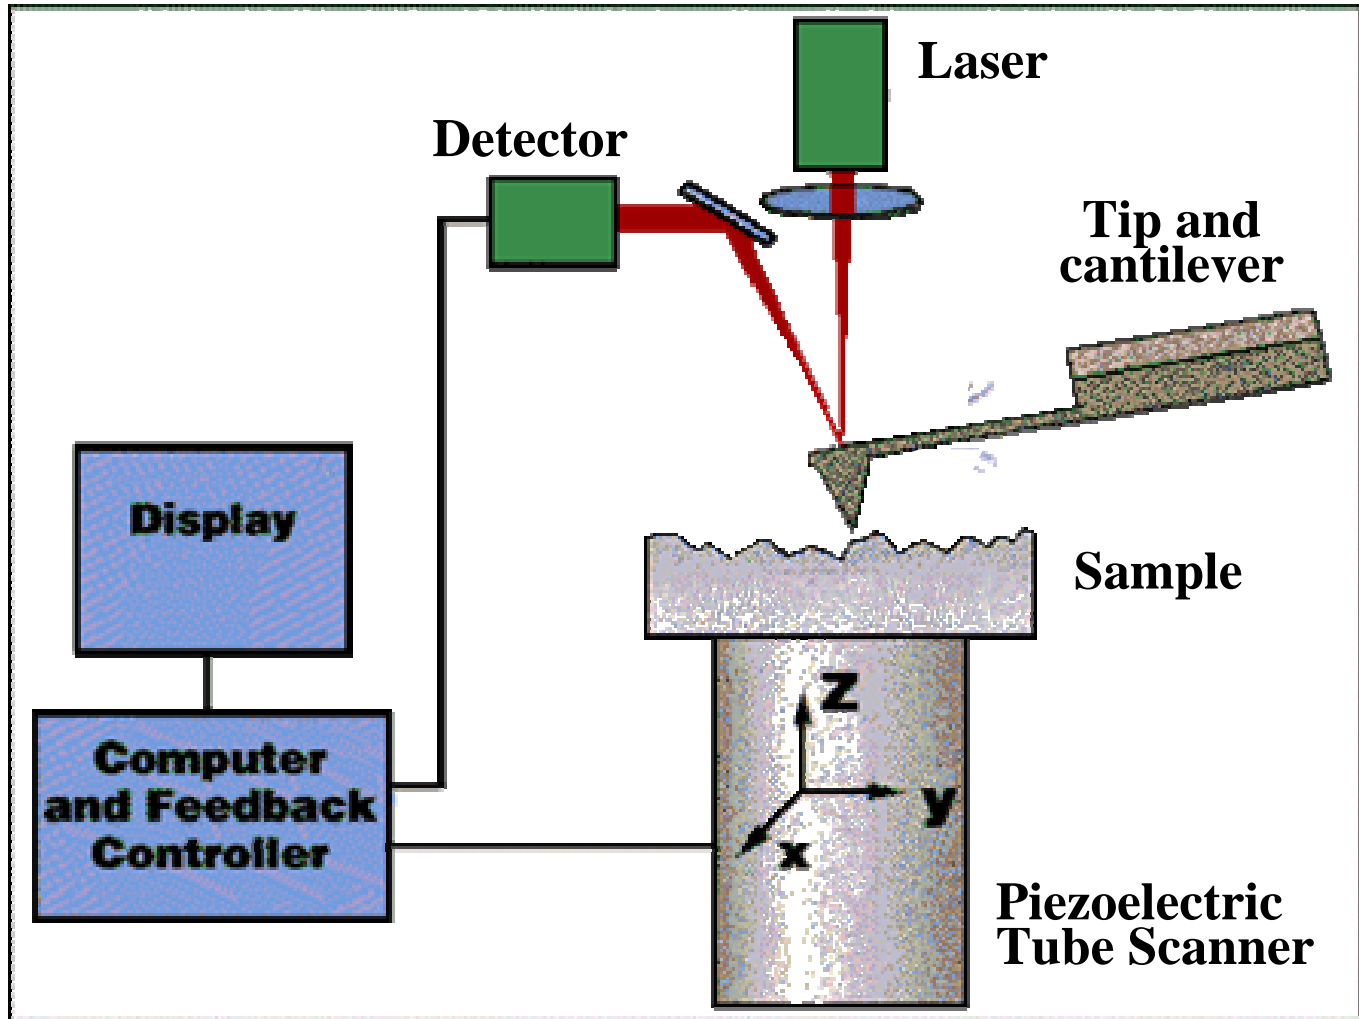 Laser
Detector
Tip and
cantilever
Display
Sample
Z
y
x
Computer
and Feedback
Controller
Piezoelectric
Tube Scanner